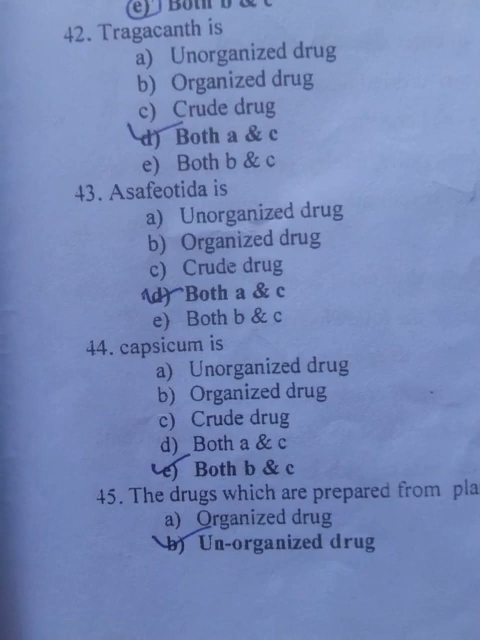 e) Both b & c
42. Tragacanth is
a) Unorganized drug
b) Organized drug
c) Crude drug
d) Both a & c
e) Both b & c
43. Asafeotida is
a) Unorganized drug
b) Organized drug
c) Crude drug
d) Both a & c
e) Both b & c
44. capsicum is
a) Unorganized drug
b) Organized drug
c) Crude drug
d) Both a & c
e) Both b & c
45. The drugs which are prepared from pla
a) Organized drug
b) Un-organized drug